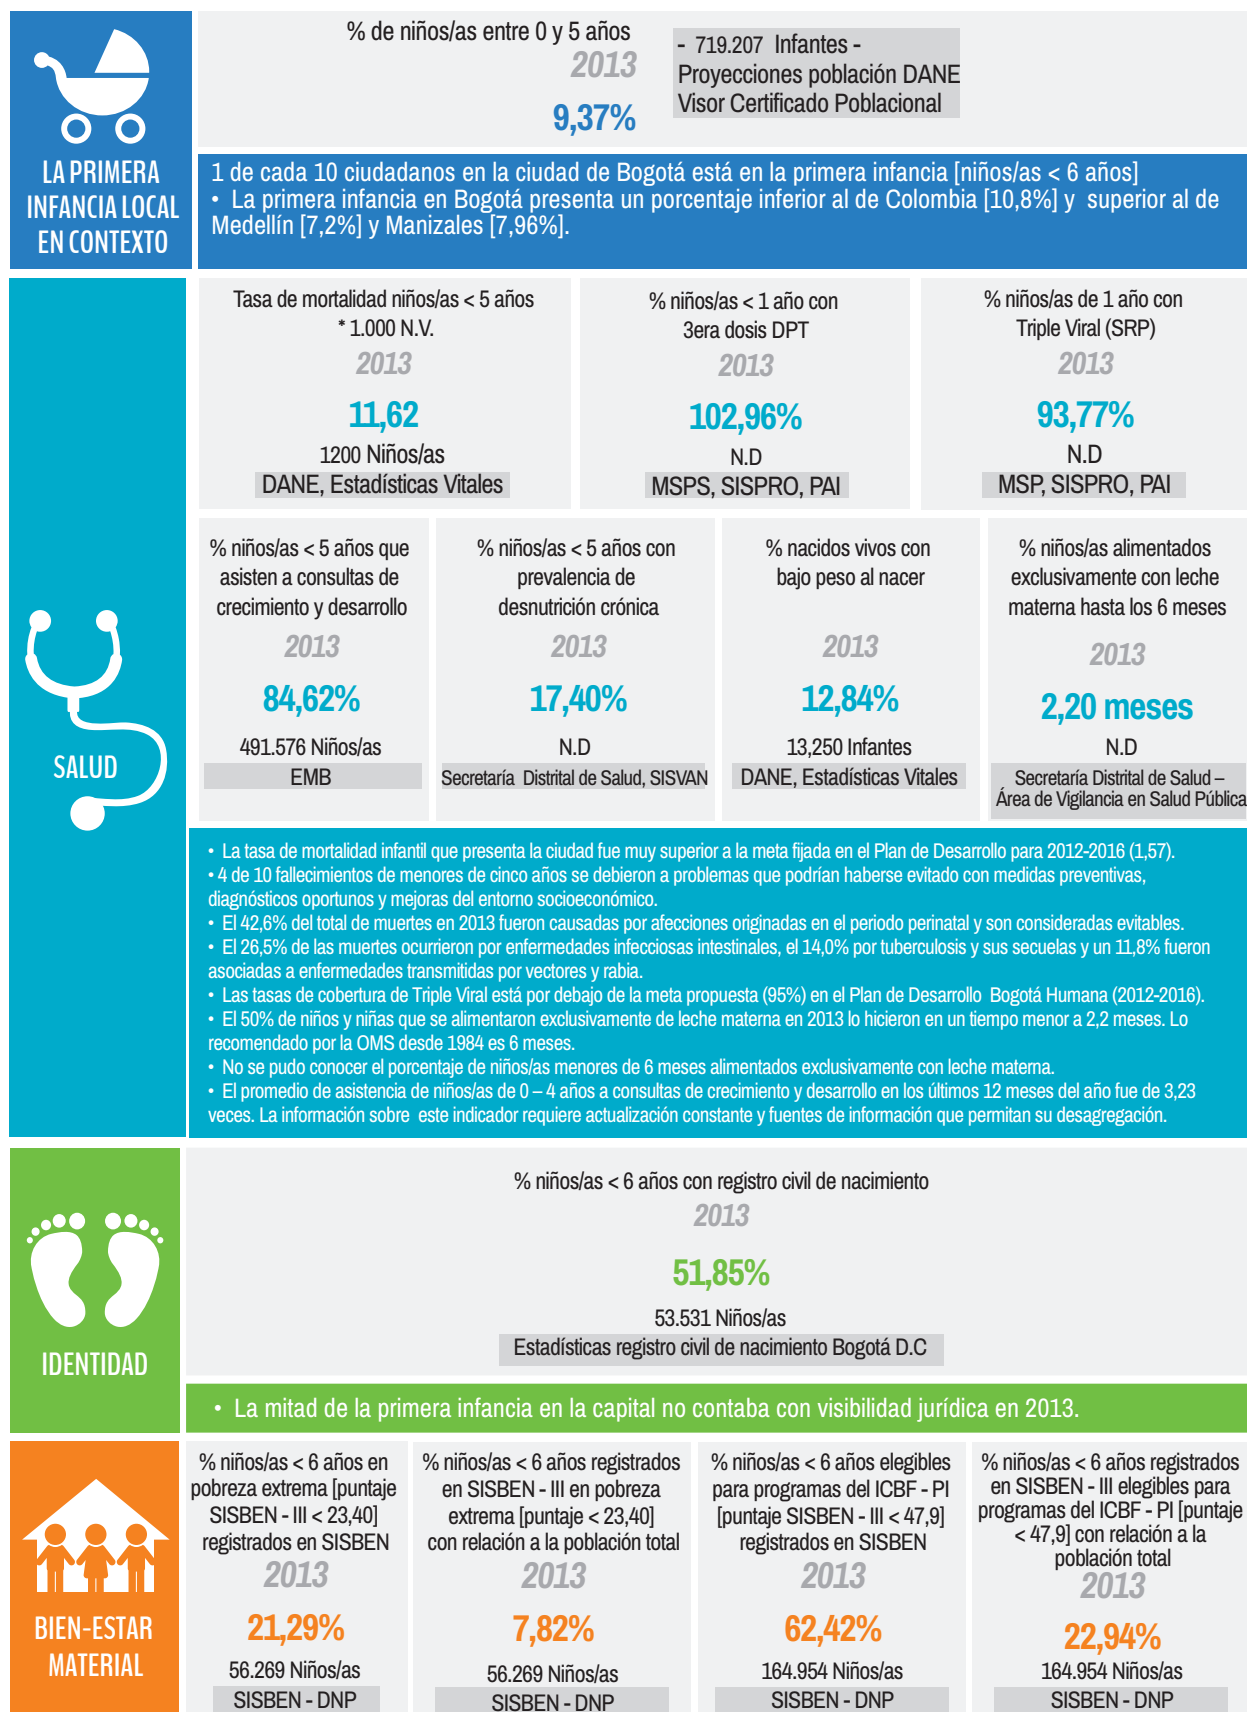 LA PRIMERA
INFANCIA LOCAL
EN CONTEXTO
% de niños/as entre 0 y 5 años
2013
9,37%
- 719.207 Infantes -
Proyecciones población DANE
Visor Certificado Poblacional
1 de cada 10 ciudadanos en la ciudad de Bogotá está en la primera infancia [niños/as < 6 años]
• La primera infancia en Bogotá presenta un porcentaje inferior al de Colombia [10,8%] y superior al de
Medellín [7,2%] y Manizales [7,96%].
SALUD
Tasa de mortalidad niños/as < 5 años
* 1.000 N.V.
2013
11,62
1200 Niños/as
DANE, Estadísticas Vitales
% niños/as < 1 año con
3era dosis DPT
2013
102,96%
N.D
MSPS, SISPRO, PAI
% niños/as de 1 año con
Triple Viral (SRP)
2013
93,77%
N.D
MSP, SISPRO, PAI
% niños/as < 5 años que
asisten a consultas de
crecimiento y desarrollo
2013
84,62%
491.576 Niños/as
EMB
% niños/as < 5 años con
prevalencia de
desnutrición crónica
2013
17,40%
N.D
Secretaría Distrital de Salud, SISVAN
% nacidos vivos con
bajo peso al nacer
2013
12,84%
13,250 Infantes
DANE, Estadísticas Vitales
% niños/as alimentados
exclusivamente con leche
materna hasta los 6 meses
2013
2,20 meses
N.D
Secretaría Distrital de Salud –
Área de Vigilancia en Salud Pública
• La tasa de mortalidad infantil que presenta la ciudad fue muy superior a la meta fijada en el Plan de Desarrollo para 2012-2016 (1,57).
• 4 de 10 fallecimientos de menores de cinco años se debieron a problemas que podrían haberse evitado con medidas preventivas,
diagnósticos oportunos y mejoras del entorno socioeconómico.
• El 42,6% del total de muertes en 2013 fueron causadas por afecciones originadas en el periodo perinatal y son consideradas evitables.
• El 26,5% de las muertes ocurrieron por enfermedades infecciosas intestinales, el 14,0% por tuberculosis y sus secuelas y un 11,8% fueron
asociadas a enfermedades transmitidas por vectores y rabia.
• Las tasas de cobertura de Triple Viral está por debajo de la meta propuesta (95%) en el Plan de Desarrollo Bogotá Humana (2012-2016).
• El 50% de niños y niñas que se alimentaron exclusivamente de leche materna en 2013 lo hicieron en un tiempo menor a 2,2 meses. Lo
recomendado por la OMS desde 1984 es 6 meses.
• No se pudo conocer el porcentaje de niños/as menores de 6 meses alimentados exclusivamente con leche materna.
• El promedio de asistencia de niños/as de 0 – 4 años a consultas de crecimiento y desarrollo en los últimos 12 meses del año fue de 3,23
veces. La información sobre este indicador requiere actualización constante y fuentes de información que permitan su desagregación.
IDENTIDAD
% niños/as < 6 años con registro civil de nacimiento
2013
51,85%
53.531 Niños/as
Estadísticas registro civil de nacimiento Bogotá D.C
• La mitad de la primera infancia en la capital no contaba con visibilidad jurídica en 2013.
BIEN-ESTAR
MATERIAL
% niños/as < 6 años en
pobreza extrema [puntaje
SISBEN - III < 23,40]
registrados en SISBEN
2013
21,29%
56.269 Niños/as
SISBEN - DNP
% niños/as < 6 años registrados
en SISBEN - III en pobreza
extrema [puntaje < 23,40]
con relación a la población total
2013
7,82%
56.269 Niños/as
SISBEN - DNP
% niños/as < 6 años elegibles
para programas del ICBF - PI
[puntaje SISBEN - III < 47,9]
registrados en SISBEN
2013
62,42%
164.954 Niños/as
SISBEN - DNP
% niños/as < 6 años registrados
en SISBEN - III elegibles para
programas del ICBF - PI [puntaje
< 47,9] con relación a la
población total
2013
22,94%
164.954 Niños/as
SISBEN - DNP